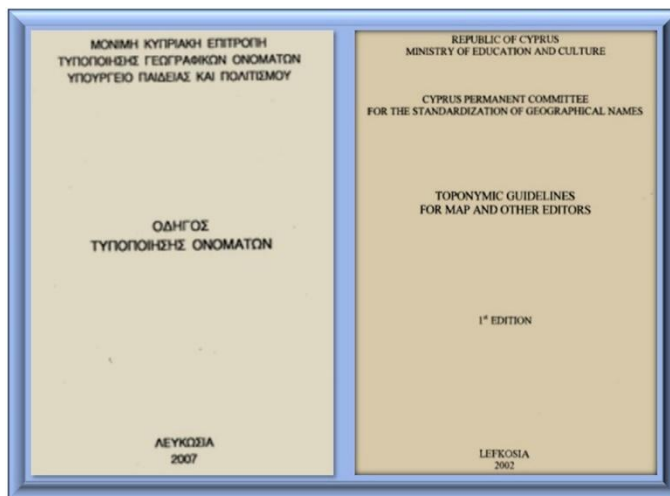 ΜΟΝΙΜΗ ΚΥΠΡΙΑΚΗ ΕΠΙΤΡΟΠΗ
ΤΥΠΟΠΟΙΗΣΗΣ ΓΕΩΓΡΑΦΙΚΩΝ ΟΝΟΜΑΤΩΝ
ΥΠΟΥΡΓΕΙΟ ΠΑΙΔΕΙΑΣ ΚΑΙ ΠΟΛΙΤΙΣΜΟΥ
ΟΔΗΓΟΣ
ΤΥΠΟΠΟΙΗΣΗΣ ΟΝΟΜΑΤΩΝ
ΛΕΥΚΩΣΙΑ
2007
REPUBLIC OF CYPRUS
MINISTRY OF EDUCATION AND CULTURE
CYPRUS PERMANENT COMMITTEE
FOR THE STANDARDIZATION OF GEOGRAPHICAL NAMES
TOPONYMIC GUIDELINES
FOR MAP AND OTHER EDITORS
1st EDITION
LEFKOSIA
2002